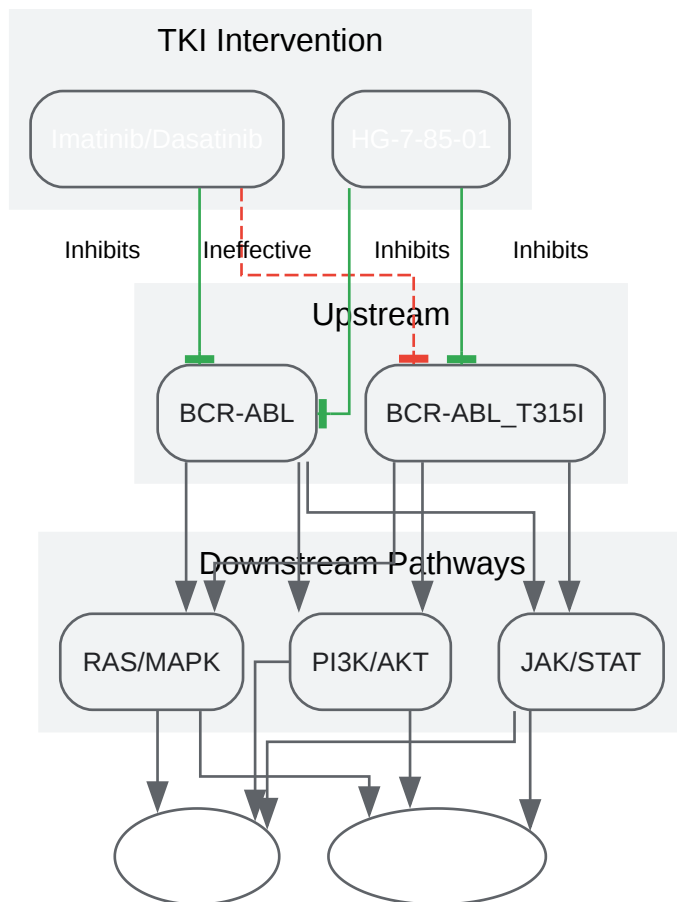 TKI Intervention
Imatinib/Dasatinib
HG-7-85-01
Inhibits
Ineffective
Inhibits
Inhibits
Upstream
BCR-ABL
BCR-ABL_T315I
Downstream Pathways
RAS/MAPK
PI3K/AKT
JAK/STAT